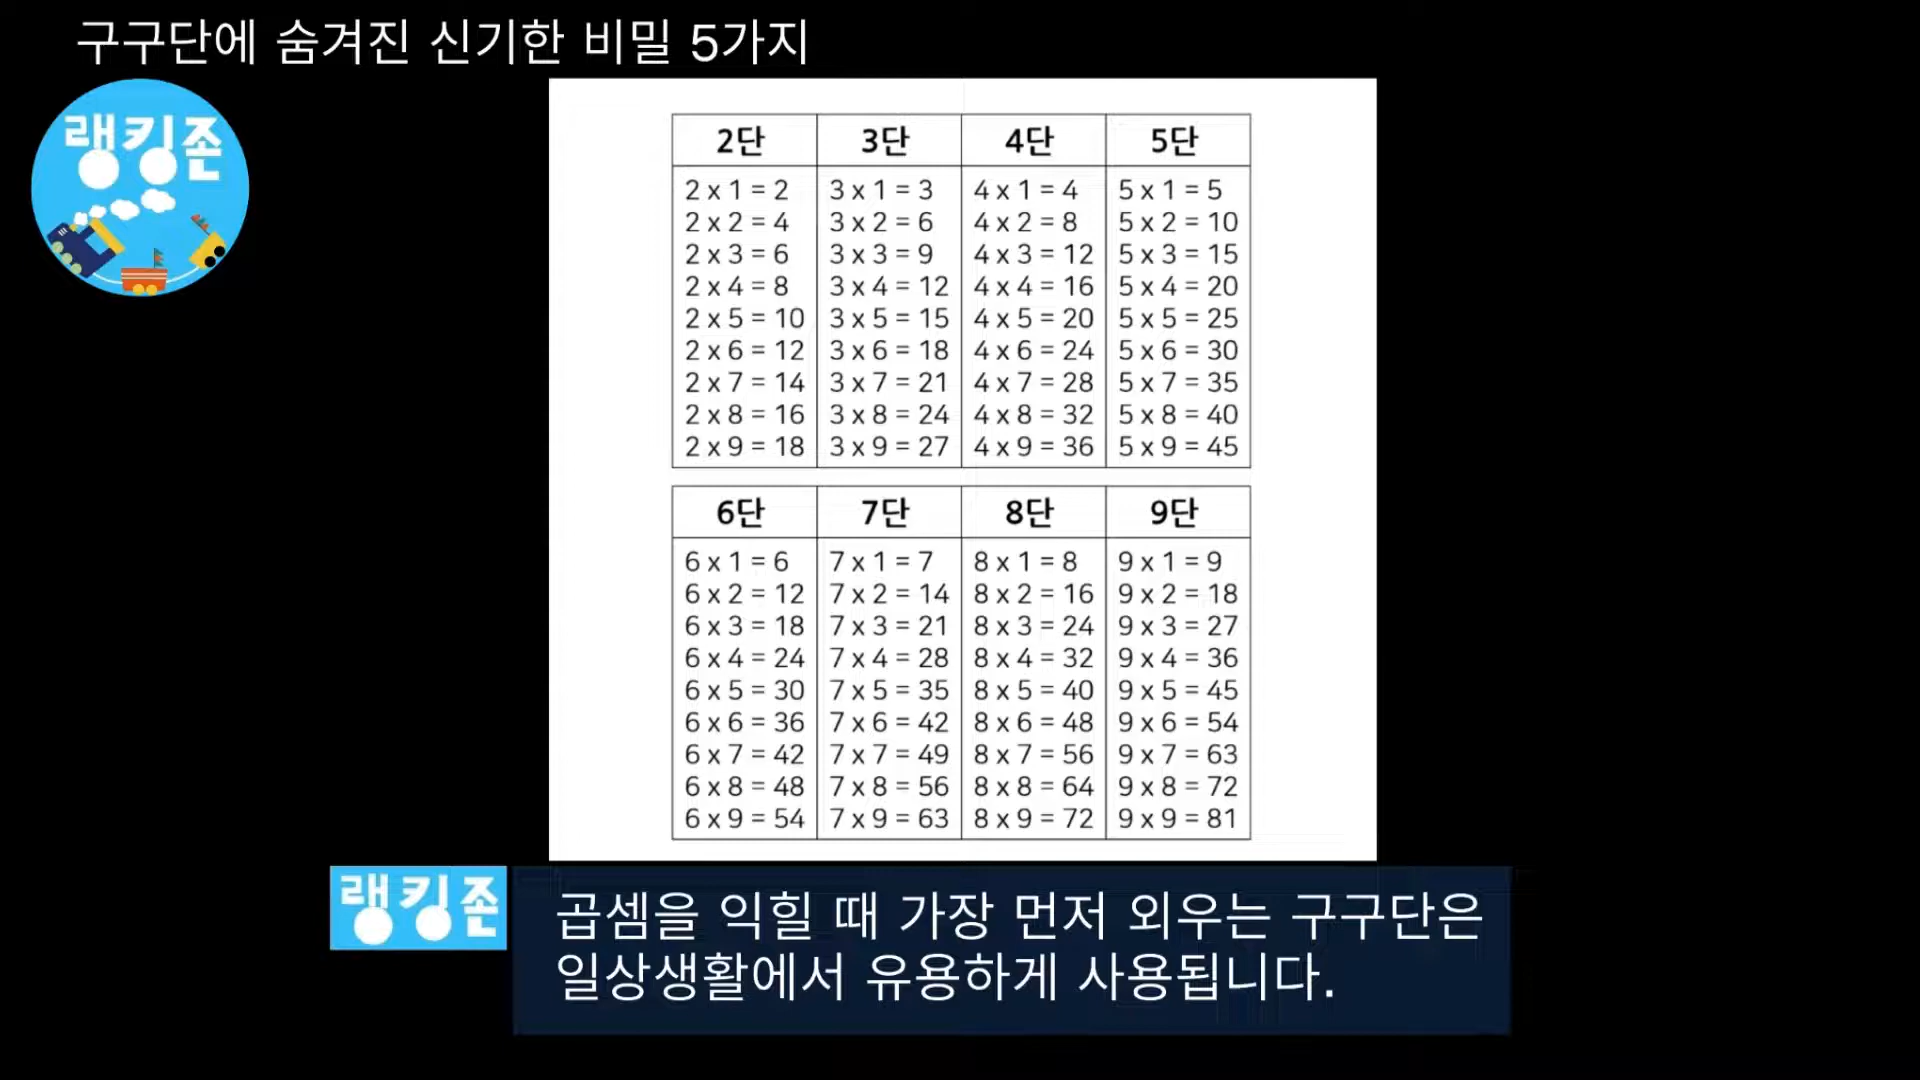 구구단에 숨겨진 신기한 비밀 5가지
랭킹존
2단 3단 4단 5단
2 x 1 = 2 3 x 1 = 3 4 x 1 = 4 5 x 1 = 5
2 x 2 = 4 3 x 2 = 6 4 x 2 = 8 5 x 2 = 10
2 x 3 = 6 3 x 3 = 9 4 x 3 = 12 5 x 3 = 15
2 x 4 = 8 3 x 4 = 12 4 x 4 = 16 5 x 4 = 20
2 x 5 = 10 3 x 5 = 15 4 x 5 = 20 5 x 5 = 25
2 x 6 = 12 3 x 6 = 18 4 x 6 = 24 5 x 6 = 30
2 x 7 = 14 3 x 7 = 21 4 x 7 = 28 5 x 7 = 35
2 x 8 = 16 3 x 8 = 24 4 x 8 = 32 5 x 8 = 40
2 x 9 = 18 3 x 9 = 27 4 x 9 = 36 5 x 9 = 45
6단 7단 8단 9단
6 x 1 = 6 7 x 1 = 7 8 x 1 = 8 9 x 1 = 9
6 x 2 = 12 7 x 2 = 14 8 x 2 = 16 9 x 2 = 18
6 x 3 = 18 7 x 3 = 21 8 x 3 = 24 9 x 3 = 27
6 x 4 = 24 7 x 4 = 28 8 x 4 = 32 9 x 4 = 36
6 x 5 = 30 7 x 5 = 35 8 x 5 = 40 9 x 5 = 45
6 x 6 = 36 7 x 6 = 42 8 x 6 = 48 9 x 6 = 54
6 x 7 = 42 7 x 7 = 49 8 x 7 = 56 9 x 7 = 63
6 x 8 = 48 7 x 8 = 56 8 x 8 = 64 9 x 8 = 72
6 x 9 = 54 7 x 9 = 63 8 x 9 = 72 9 x 9 = 81
랭킹존
곱셈을 익힐 때 가장 먼저 외우는 구구단은
일상생활에서 유용하게 사용됩니다.